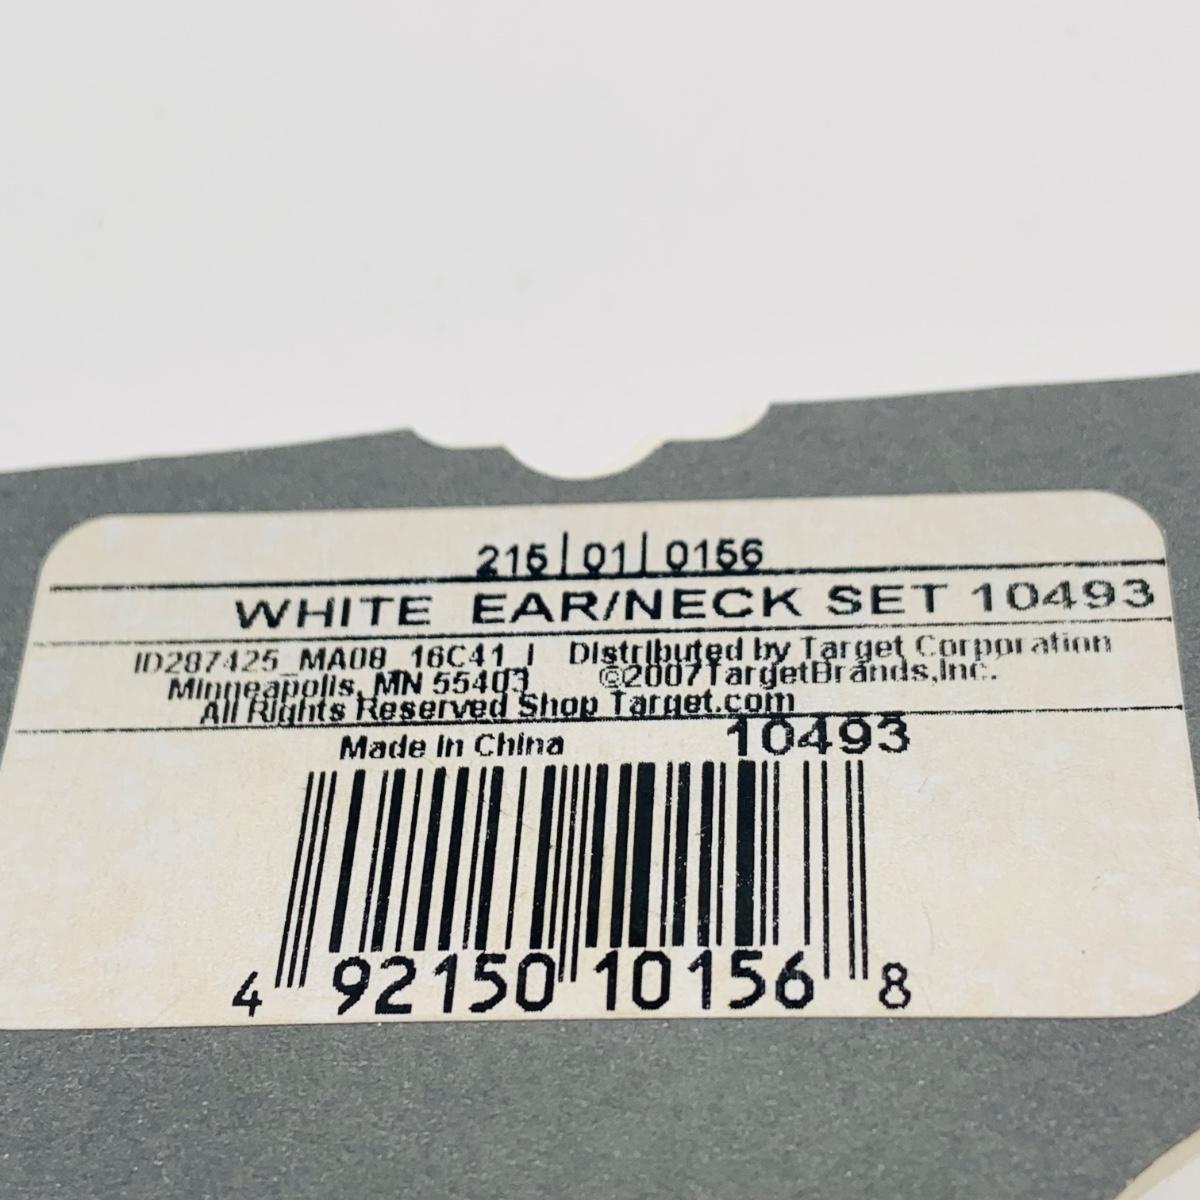 215|01|0156
WHITE EAR/NECK SET 10493
ID287425_MA08_16C41_I Distributed by Target Corporation
Minneapolis, MN 55403 ©2007TargetBrands,Inc.
All Rights Reserved Shop Target.com
Made In China 10493
4 92150 10156 8